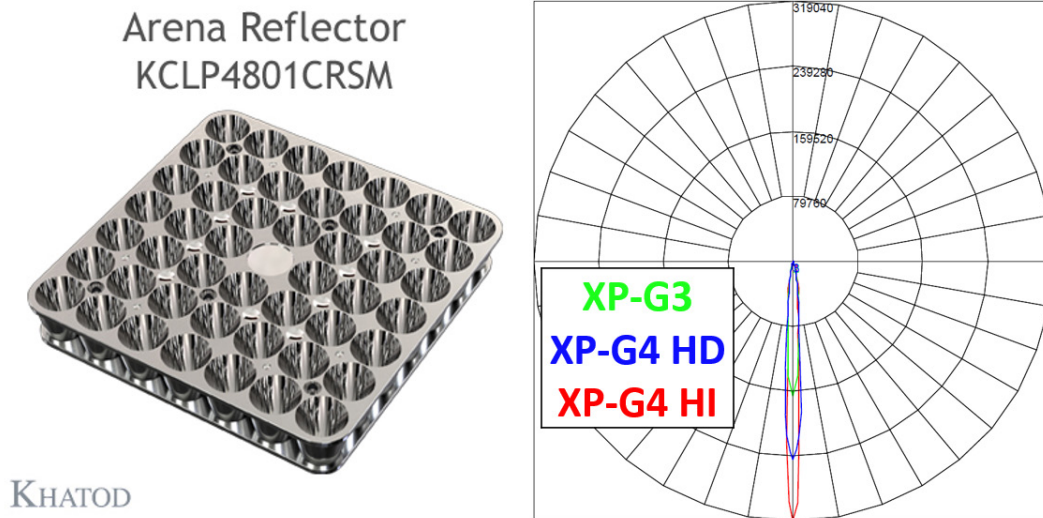 Arena Reflector
KCLP4801CRSM
KHATOD
319040
239280
159520
79760
XP-G3
XP-G4 HD
XP-G4 HI